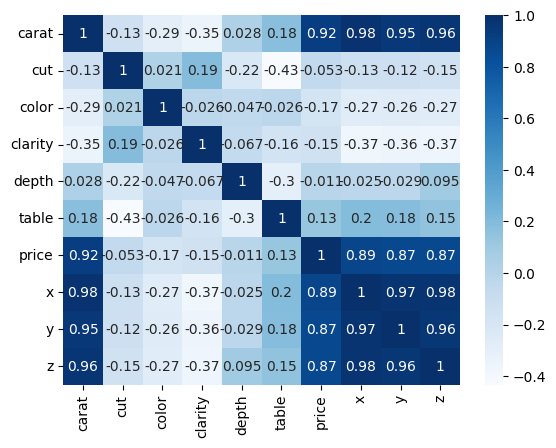 carat 1 -0.13 -0.29 -0.35 0.028 0.18 0.92 0.98 0.95 0.96
cut -0.13 1 0.021 0.19 -0.22 -0.43 -0.053 -0.13 -0.12 -0.15
color -0.29 0.021 1 -0.026 -0.047 -0.026 -0.17 -0.27 -0.26 -0.27
clarity -0.35 0.19 -0.026 1 -0.067 -0.16 -0.15 -0.37 -0.36 -0.37
depth 0.028 -0.22 -0.047 -0.067 1 -0.3 -0.011 -0.025 -0.029 0.095
table 0.18 -0.43 -0.026 -0.16 -0.3 1 0.13 0.2 0.18 0.15
price 0.92 -0.053 -0.17 -0.15 -0.011 0.13 1 0.89 0.87 0.87
x 0.98 -0.13 -0.27 -0.37 -0.025 0.2 0.89 1 0.97 0.98
y 0.95 -0.12 -0.26 -0.36 -0.029 0.18 0.87 0.97 1 0.96
z 0.96 -0.15 -0.27 -0.37 0.095 0.15 0.87 0.98 0.96 1
carat cut color clarity depth table price x y z
1.0
0.8
0.6
0.4
0.2
0.0
−0.2
−0.4